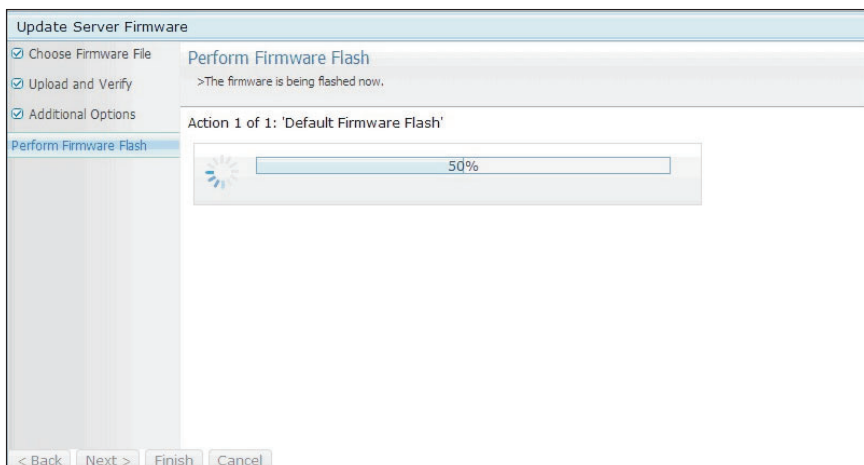 Update Server Firmware
Choose Firmware File
Upload and Verify
Additional Options
Perform Firmware Flash
Perform Firmware Flash
>The firmware is being flashed now.
Action 1 of 1: 'Default Firmware Flash'
50%
< Back
Next >
Finish
Cancel